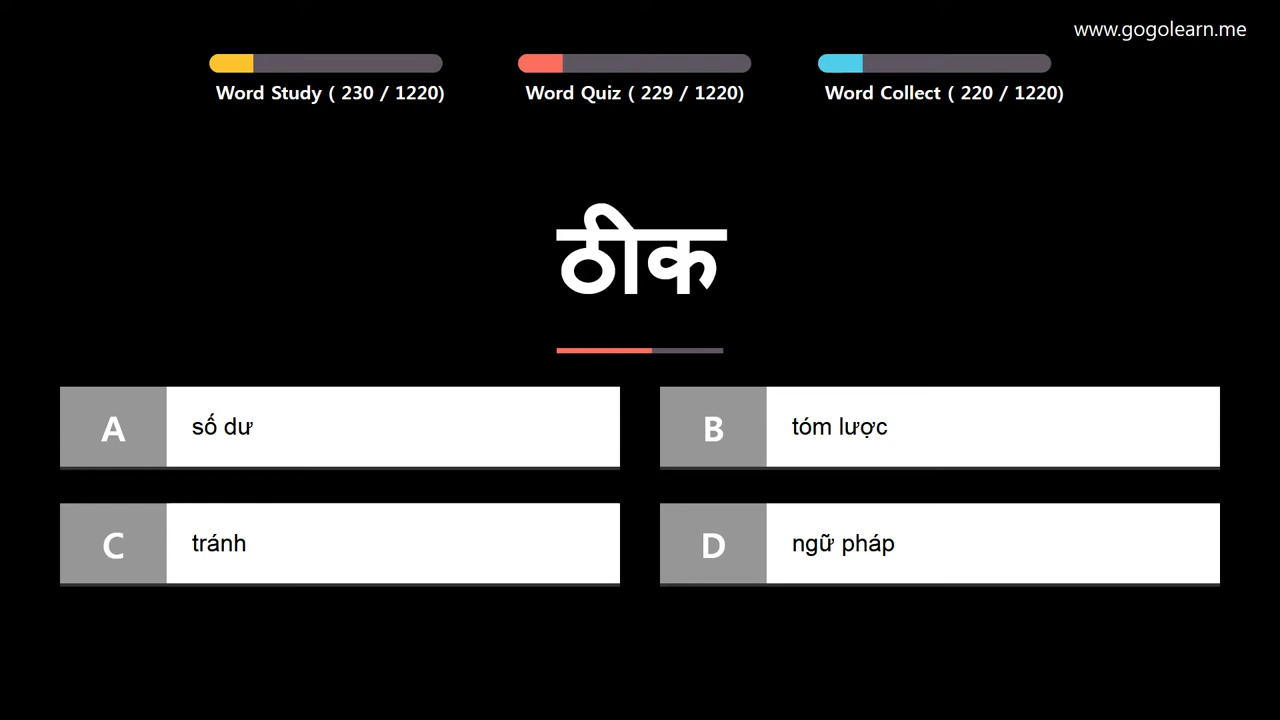 www.gogolearn.me
Word Study ( 230 / 1220)
Word Quiz ( 229 / 1220)
Word Collect ( 220 / 1220)
ठीक
A
số dư
B
tóm lược
C
tránh
D
ngữ pháp